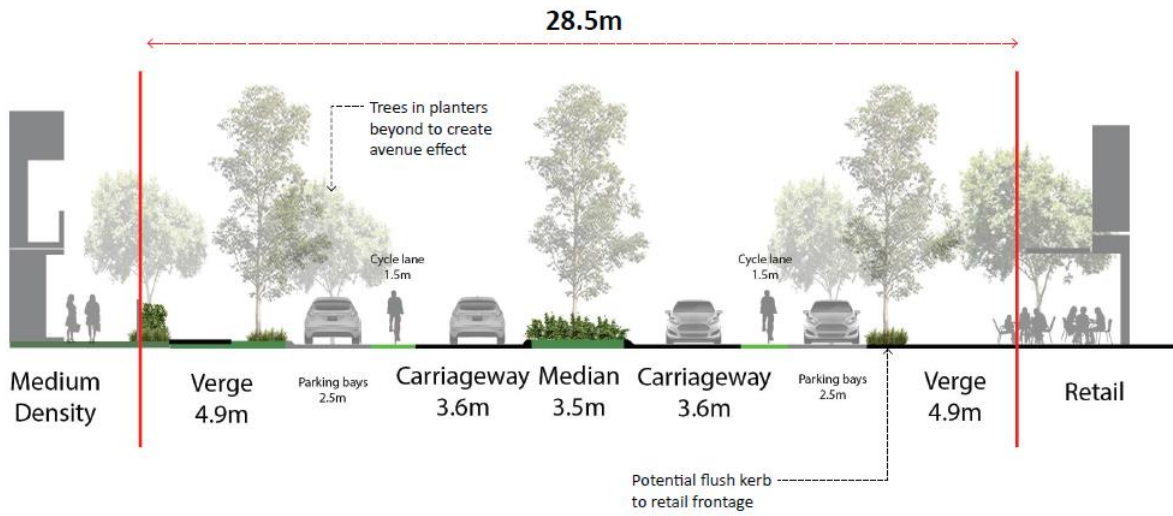 28.5m
Trees in planters
beyond to create
avenue effect
Cycle lane
1.5m
Cycle lane
1.5m
Medium
Density
Verge
4.9m
Parking bays
2.5m
Carriageway
3.6m
Median
3.5m
Carriageway
3.6m
Parking bays
2.5m
Verge
4.9m
Retail
Potential flush kerb
to retail frontage